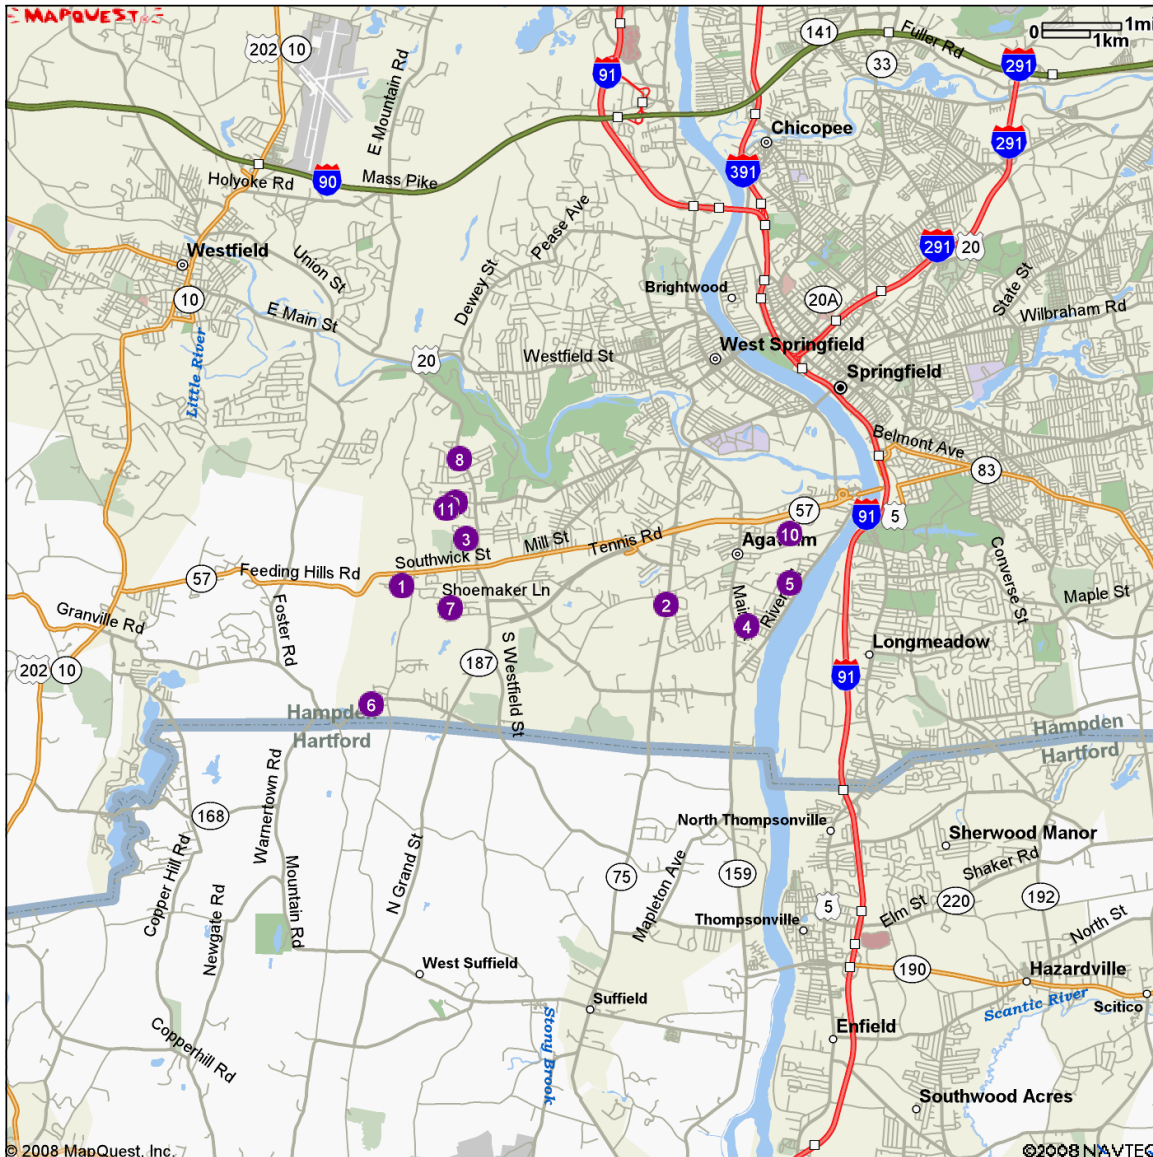 MAPQUEST
202
10
E Mountain Rd
91
141
Fuller Rd
33
0
1mi
1km
291
291
Chicopee
391
Holyoke Rd
90
Mass Pike
Pease Ave
Westfield
Union St
Dewey St
291
20
State St
Brightwood
20A
Wilbraham Rd
10
E Main St
Little River
20
Westfield St
West Springfield
Springfield
Belmont Ave
83
8
11
57
91
5
10
3
Mill St
Tennis Rd
Southwick St
Feeding Hills Rd
57
1
Shoemaker Ln
7
2
5
4
River
Converse St
Maple St
Granville Rd
Foster Rd
S Westfield St
187
202
10
Longmeadow
91
6
Hartford
Hampden
Hartford
Warnertown Rd
168
Copper Hill Rd
Newgate Rd
Mountain Rd
N Grand St
North Thompsonville
Sherwood Manor
Shaker Rd
75
Mapleton Ave
159
5
Elm St
220
192
North St
Thompsonville
West Suffield
190
Hazardville
Scantic River
Scitico
Suffield
Stony Brook
Enfield
Copperhill Rd
Southwood Acres
© 2008 MapQuest, Inc.
©2008 NAVTEQ